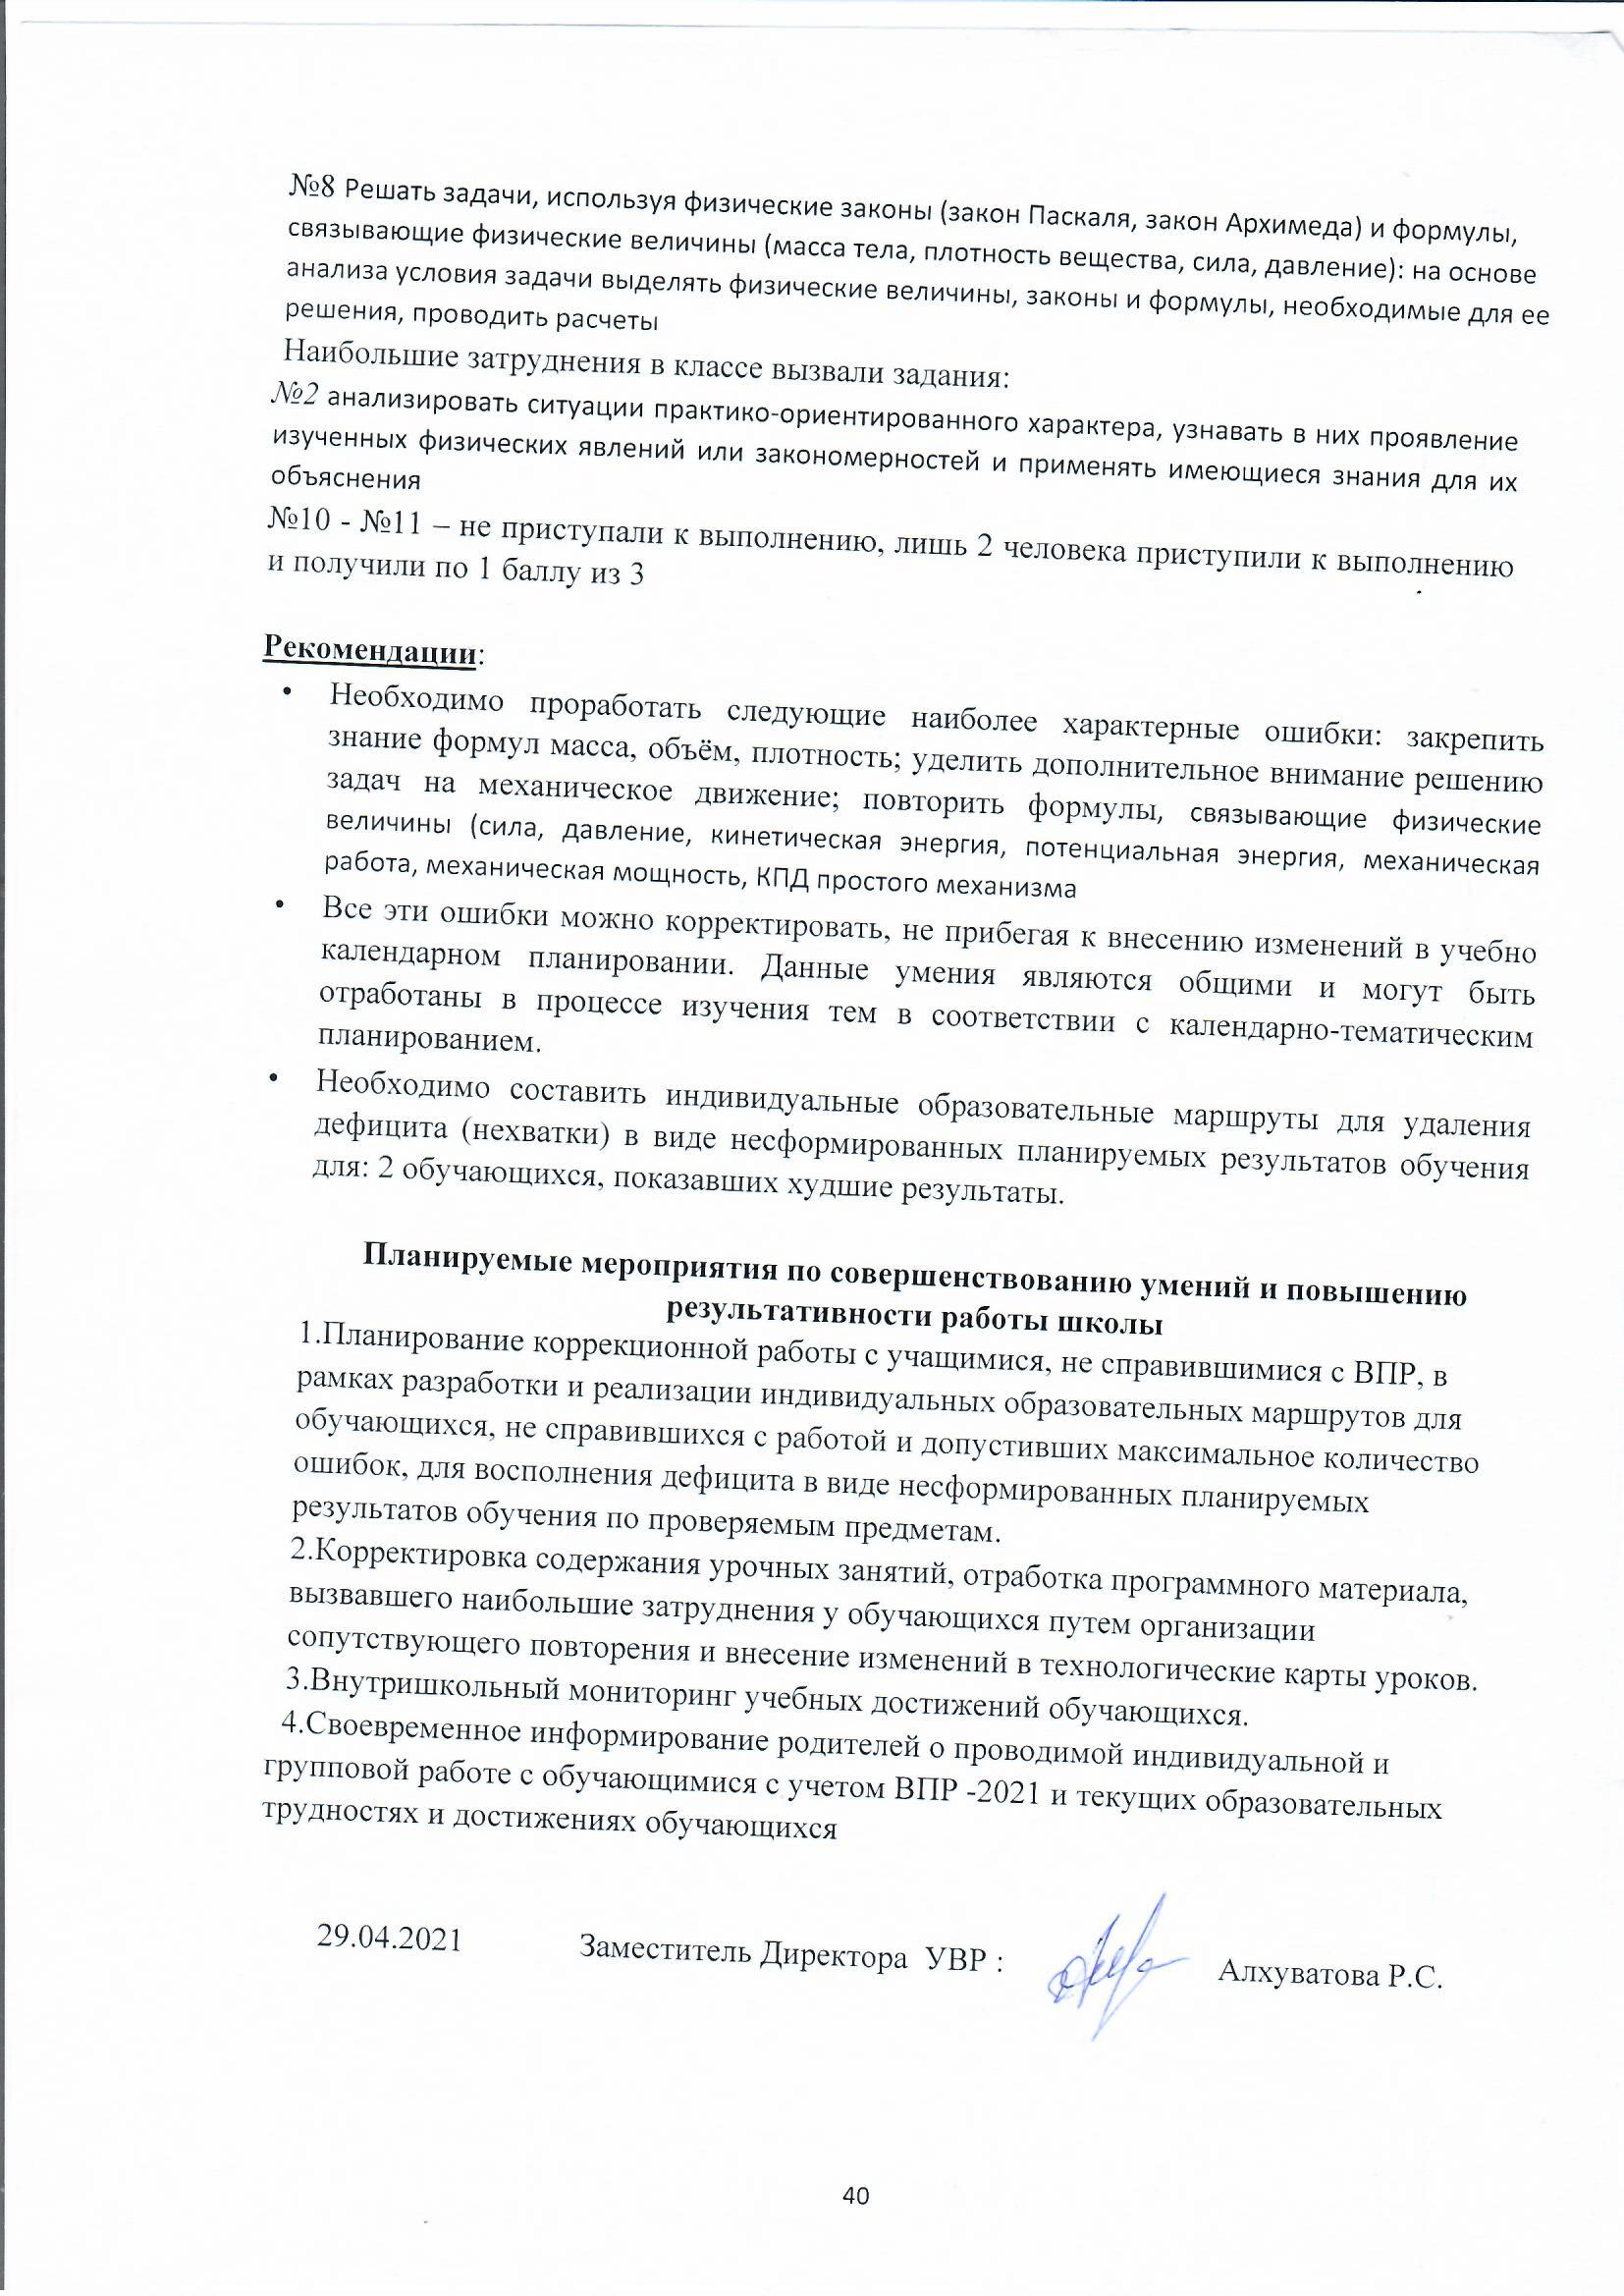 №8 Решать задачи, используя физические законы (закон Паскаля, закон Архимеда) и формулы,
связывающие физические величины (масса тела, плотность вещества, сила, давление): на основе
анализа условия задачи выделять физические величины, законы и формулы, необходимые для ее
решения, проводить расчеты
Наибольшие затруднения в классе вызвали задания:
№2 анализировать ситуации практико-ориентированного характера, узнавать в них проявление
изученных физических явлений или закономерностей и применять имеющиеся знания для их
объяснения
№10 - №11 – не приступали к выполнению, лишь 2 человека приступили к выполнению
и получили по 1 баллу из 3
Рекомендации:
• Необходимо проработать следующие наиболее характерные ошибки: закрепить
знание формул масса, объём, плотность; уделить дополнительное внимание решению
задач на механическое движение; повторить формулы, связывающие физические
величины (сила, давление, кинетическая энергия, потенциальная энергия, механическая
работа, механическая мощность, КПД простого механизма
• Все эти ошибки можно корректировать, не прибегая к внесению изменений в учебно
календарном планировании. Данные умения являются общими и могут быть
отработаны в процессе изучения тем в соответствии с календарно-тематическим
планированием.
• Необходимо составить индивидуальные образовательные маршруты для удаления
дефицита (нехватки) в виде несформированных планируемых результатов обучения
для: 2 обучающихся, показавших худшие результаты.
Планируемые мероприятия по совершенствованию умений и повышению
результативности работы школы
1.Планирование коррекционной работы с учащимися, не справившимися с ВПР, в
рамках разработки и реализации индивидуальных образовательных маршрутов для
обучающихся, не справившихся с работой и допустивших максимальное количество
ошибок, для восполнения дефицита в виде несформированных планируемых
результатов обучения по проверяемым предметам.
2.Корректировка содержания урочных занятий, отработка программного материала,
вызвавшего наибольшие затруднения у обучающихся путем организации
сопутствующего повторения и внесение изменений в технологические карты уроков.
3.Внутришкольный мониторинг учебных достижений обучающихся.
4.Своевременное информирование родителей о проводимой индивидуальной и
групповой работе с обучающимися с учетом ВПР -2021 и текущих образовательных
трудностях и достижениях обучающихся
29.04.2021 Заместитель Директора УВР : Алхуватова Р.С.
40